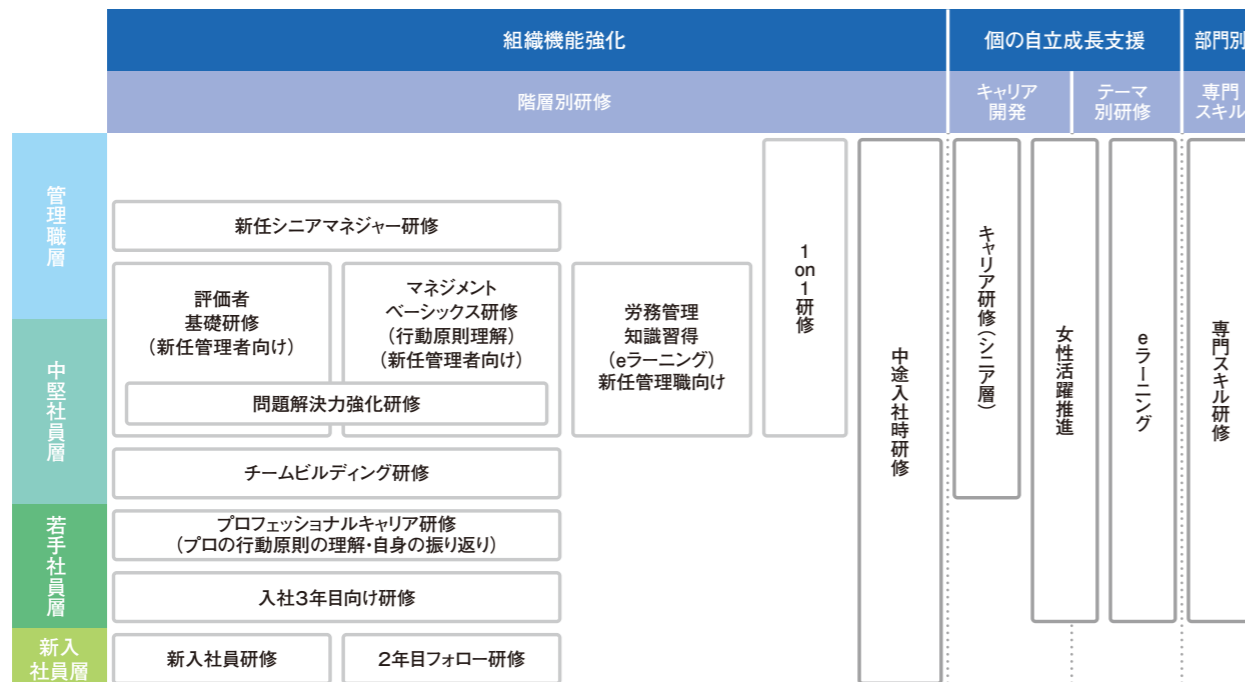 組織機能強化
個の自立成長支援
部門別
階層別研修
キャリア
開発
テーマ
別研修
専門
スキル
管理職層
中堅社員層
若手社員層
新入
社員層
新任シニアマネジャー研修
評価者
基礎研修
(新任管理者向け)
マネジメント
ベーシックス研修
(行動原則理解)
(新任管理者向け)
問題解決力強化研修
労務管理
知識習得
(eラーニング)
新任管理職向け
チームビルディング研修
プロフェッショナルキャリア研修
(プロの行動原則の理解・自身の振り返り)
入社3年目向け研修
新入社員研修
2年目フォロー研修
1on1研修
中途入社時研修
キャリア研修(シニア層)
女性活躍推進
eラーニング
専門スキル研修